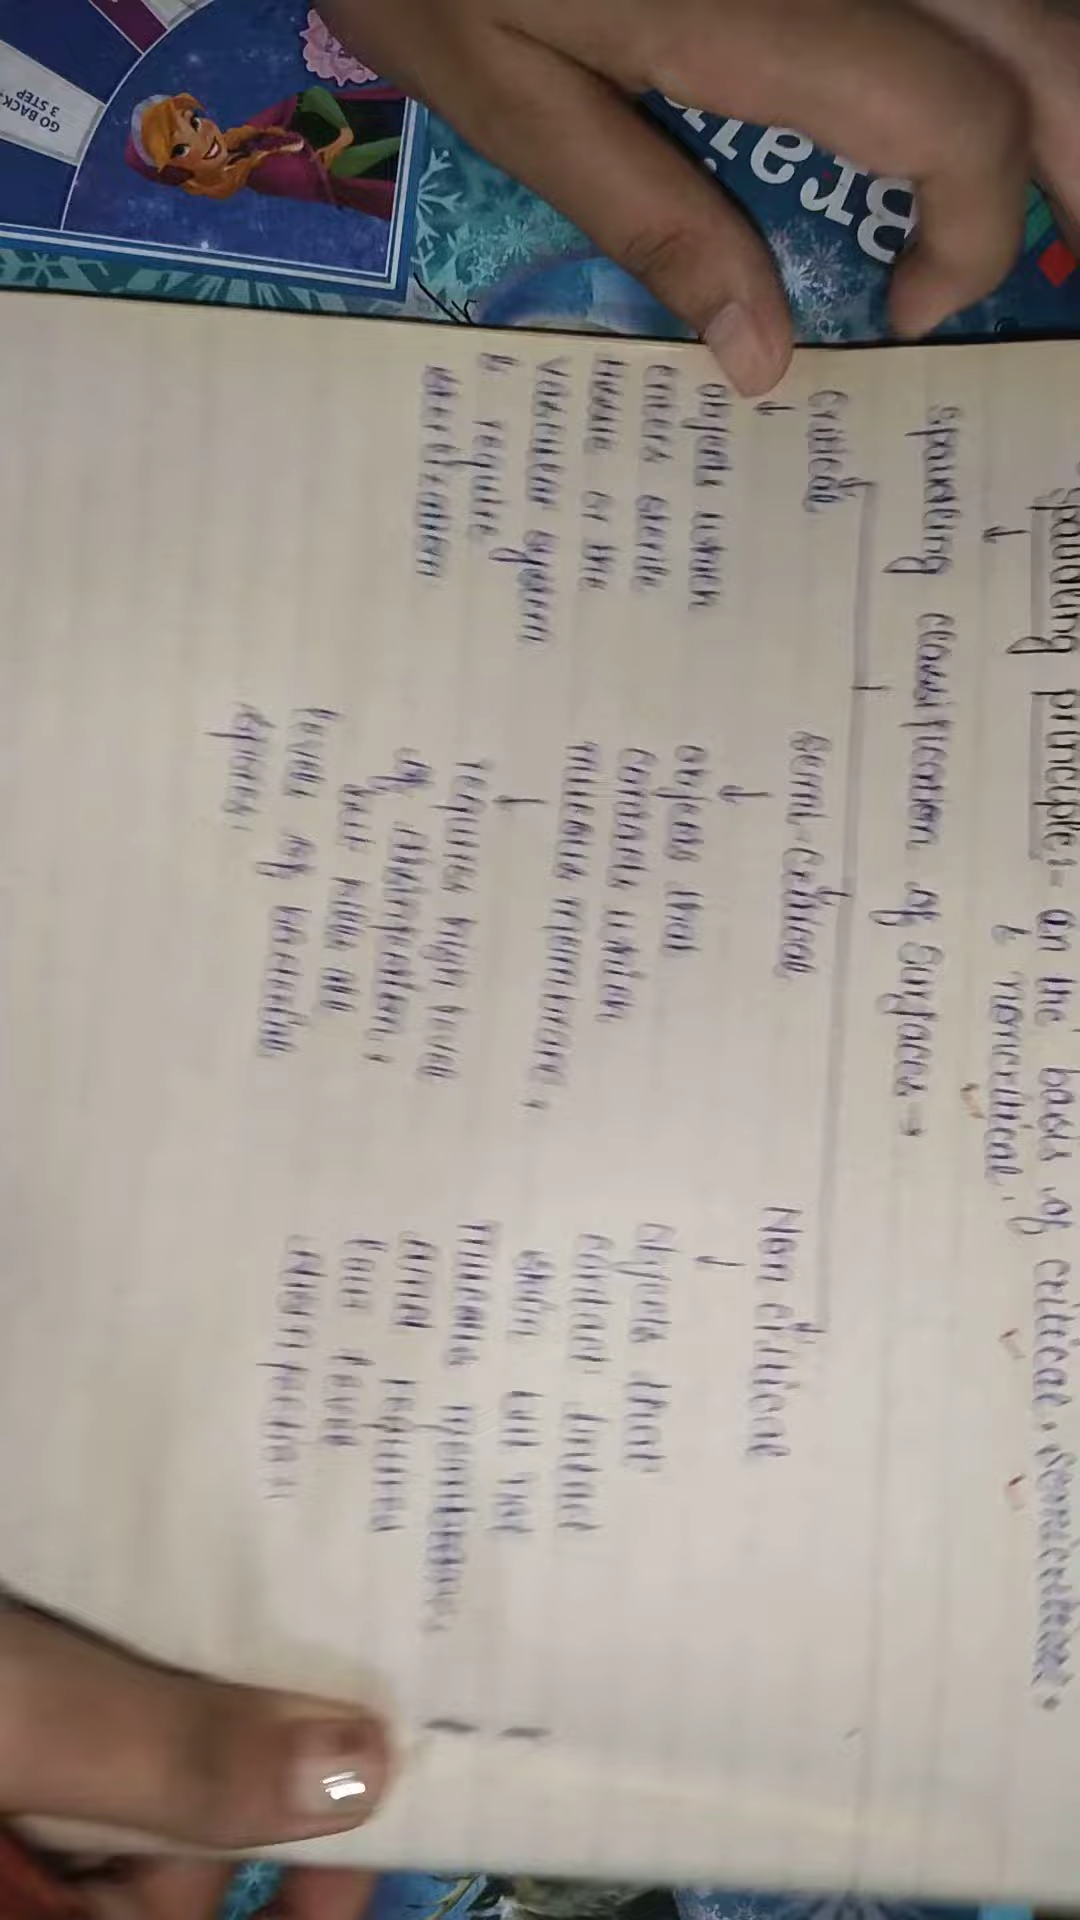 spaulding principle:- on the basis of critical, semicritical,
& noncritical.
Spaulding classification of Surfaces →
Critical
objects which
enters sterile
tissue or the
vascular system
& require
sterilization
Semi-Critical
objects that
contacts
mucous membrane,
requires high level
of disinfection,
kill all
levels of bacterial
spores.
Non critical
Objects that
contact intact
skin but not
mucous membranes,
and required
low level
disinfection
GO BACK
3 STEP